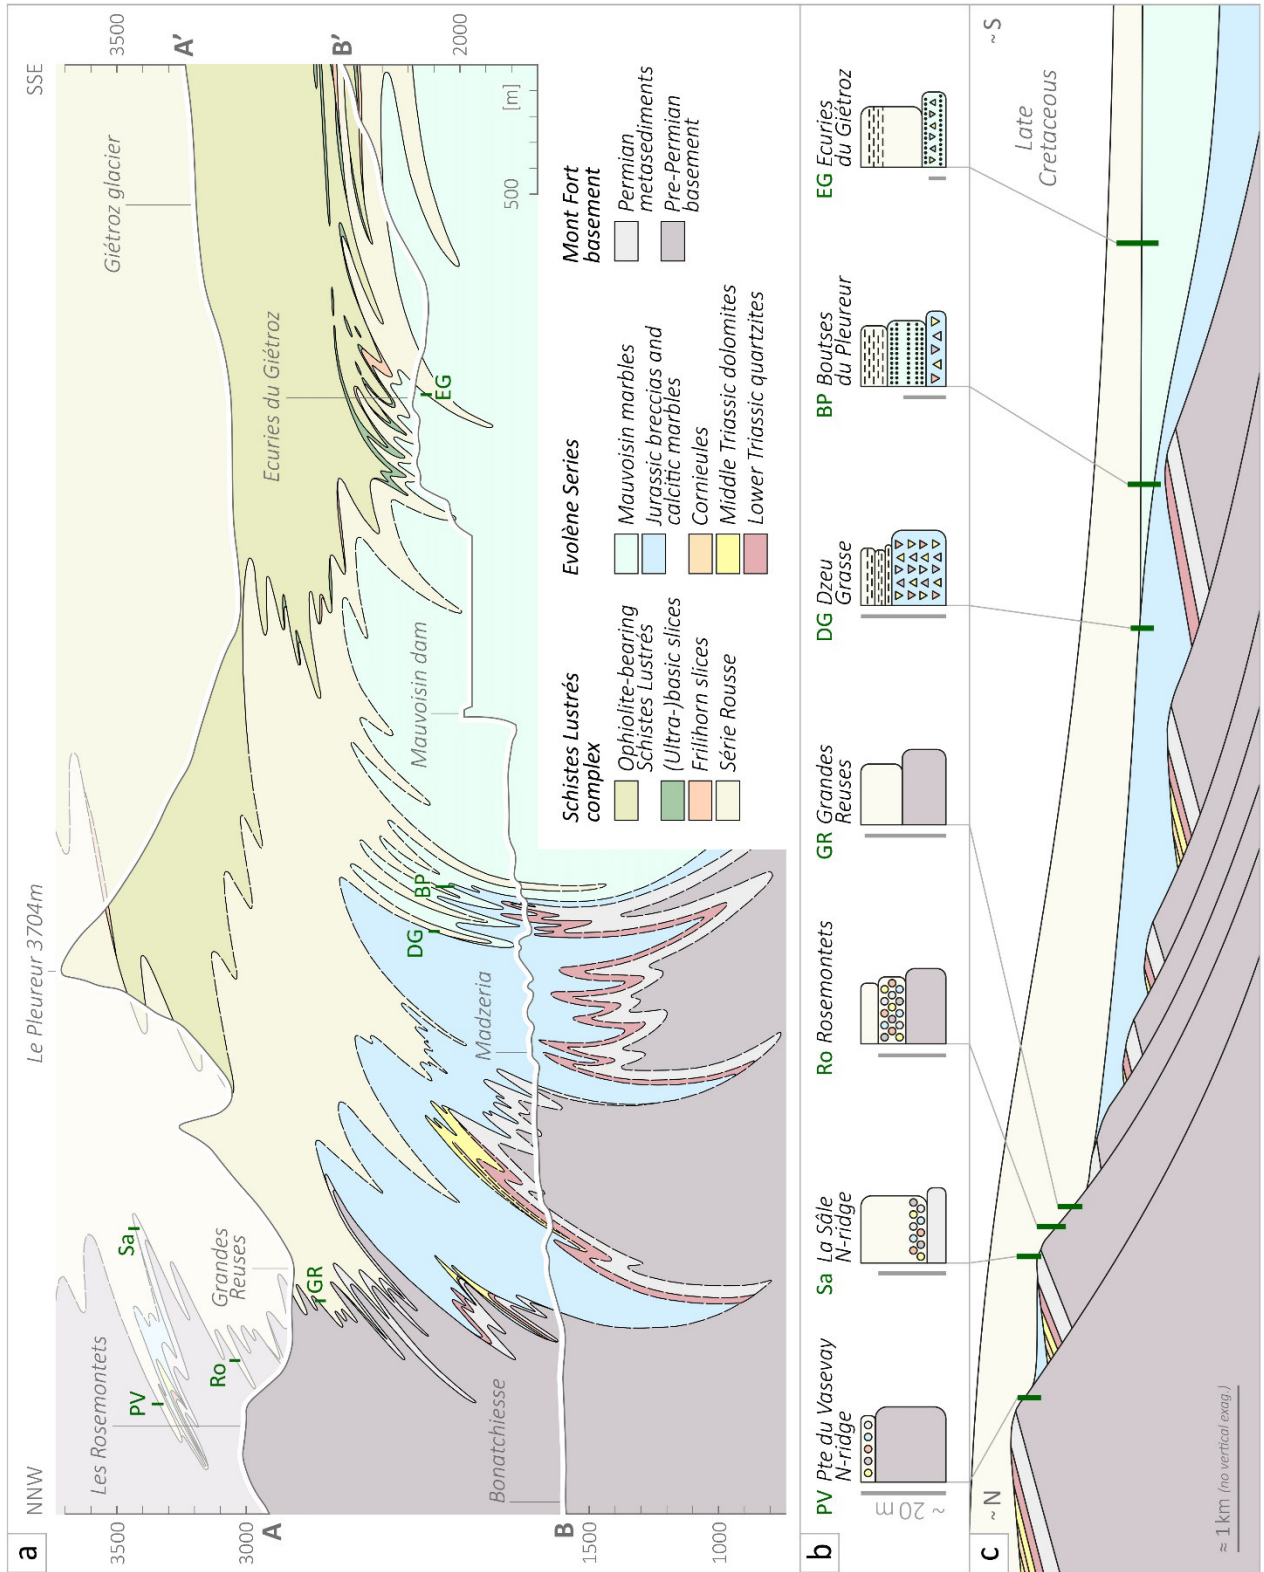 a
NNW
Le Pleureur 3704m
SSE
3500
3000
A
B
1500
1000
3500
A'
B'
2000
[m]
500
Les Rosemontets
PV
Sa
Ro
Grandes
Reuses
GR
Bonatchiesse
Madzeria
DG
BP
Mauvoisin dam
Ecuries du Giétroz
EG
Giétroz glacier
Schistes Lustrés
complex
Ophiolite-bearing
Schistes Lustrés
(Ultra-)basic slices
Frilihorn slices
Série Rousse
Evolène Series
Mauvoisin marbles
Jurassic breccias and
calcitic marbles
Cornieules
Middle Triassic dolomites
Lower Triassic quartzites
Mont Fort
basement
Permian
metasediments
Pre-Permian
basement
b
PV Pte du Vasevay
N-ridge
Sa La Sâle
N-ridge
Ro Rosemontets
GR Grandes
Reuses
DG Dzeu
Grasse
BP Boutses
du Pleureur
EG Ecuries
du Giétroz
~ 20 m
c
~ N
~ S
Late
Cretaceous
≈ 1 km (no vertical exag.)